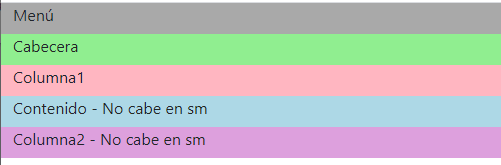 Menú
Cabecera
Columna1
Contenido - No cabe en sm
Columna2 - No cabe en sm